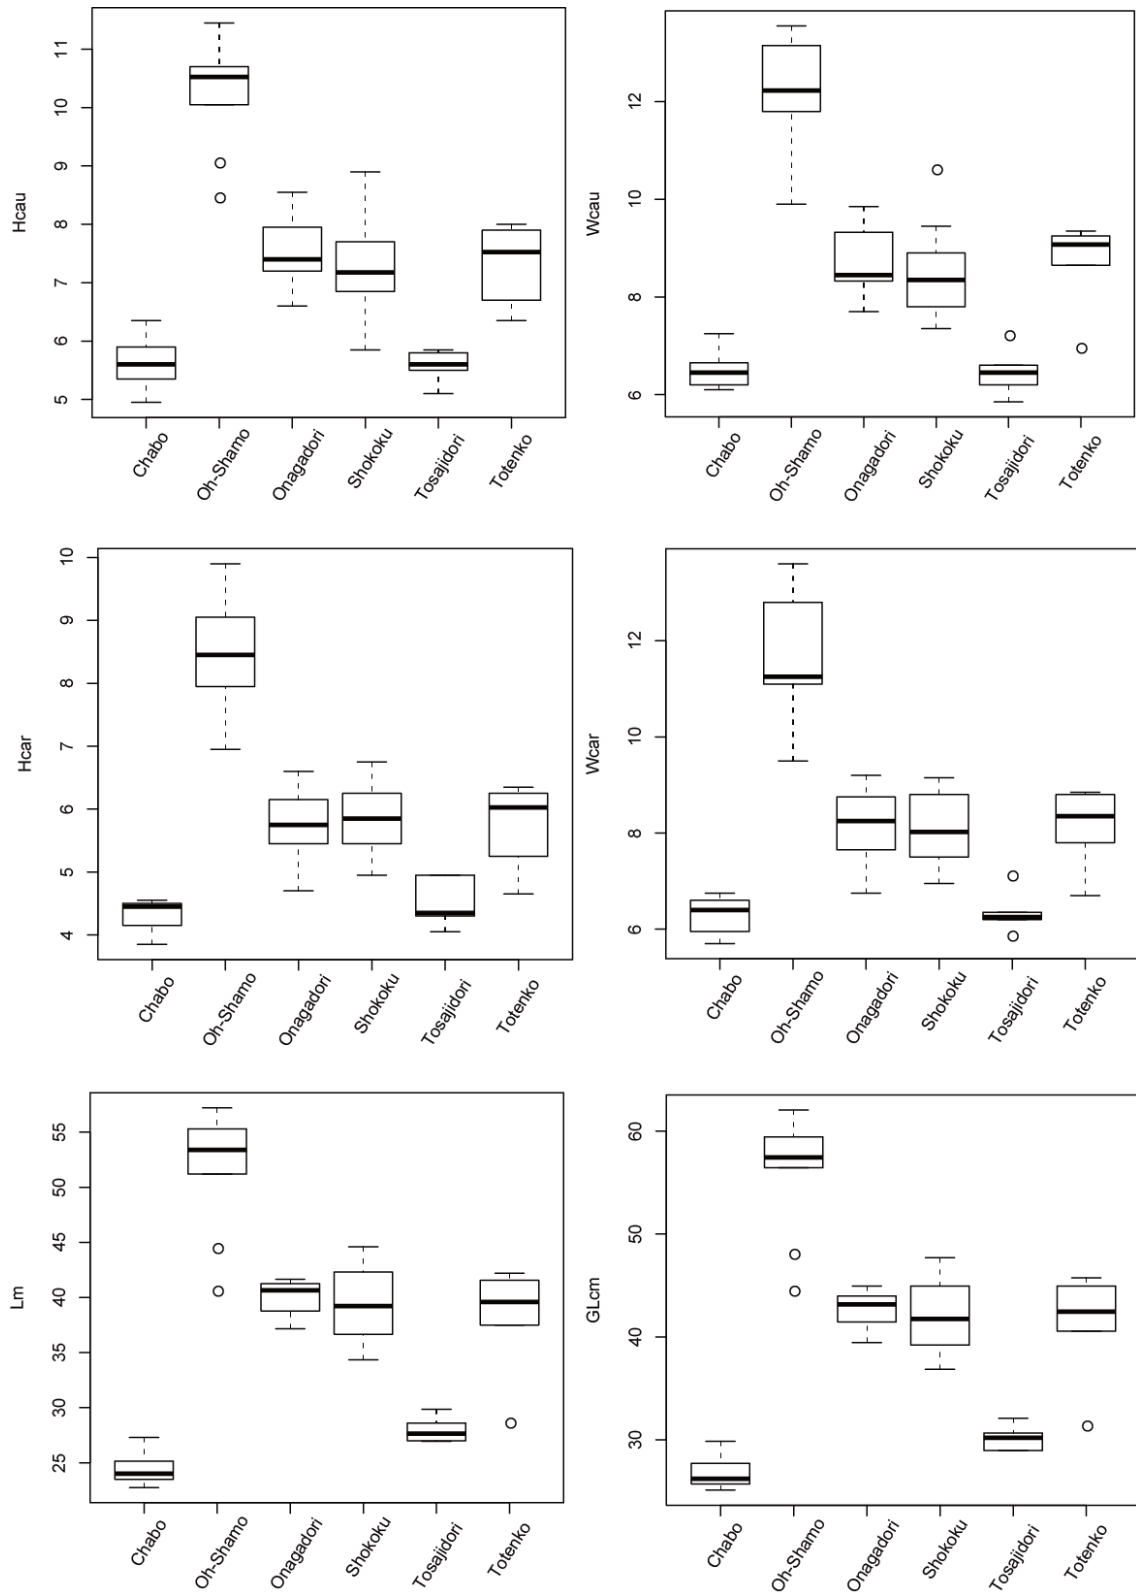 Hcau
11
10
9
8
7
6
5
Chabo
Oh-Shamo
Onagadori
Shokoku
Tosajidori
Totenko
Wcau
12
10
8
6
Chabo
Oh-Shamo
Onagadori
Shokoku
Tosajidori
Totenko
Hcar
10
9
8
7
6
5
4
Chabo
Oh-Shamo
Onagadori
Shokoku
Tosajidori
Totenko
Wcar
12
10
8
6
Chabo
Oh-Shamo
Onagadori
Shokoku
Tosajidori
Totenko
Lm
55
50
45
40
35
30
25
Chabo
Oh-Shamo
Onagadori
Shokoku
Tosajidori
Totenko
GLcm
60
50
40
30
Chabo
Oh-Shamo
Onagadori
Shokoku
Tosajidori
Totenko